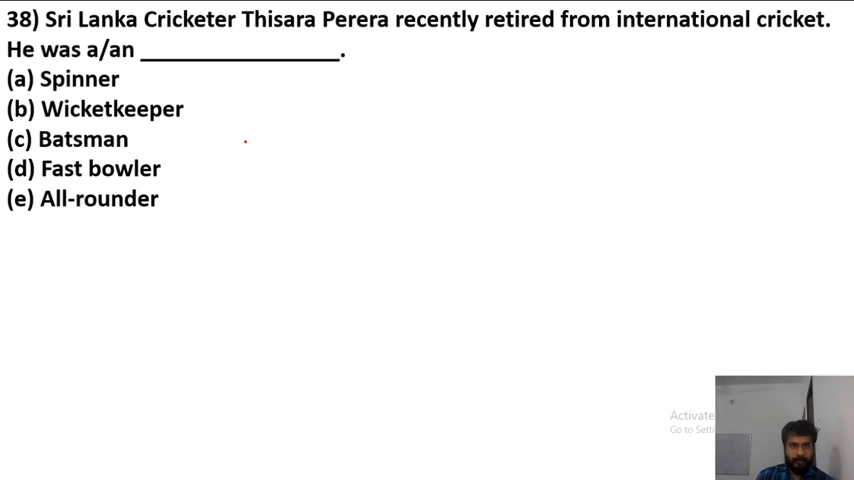 38) Sri Lanka Cricketer Thisara Perera recently retired from international cricket.
He was a/an _________________.
(a) Spinner
(b) Wicketkeeper
(c) Batsman
(d) Fast bowler
(e) All-rounder
Activate
Go to Setti